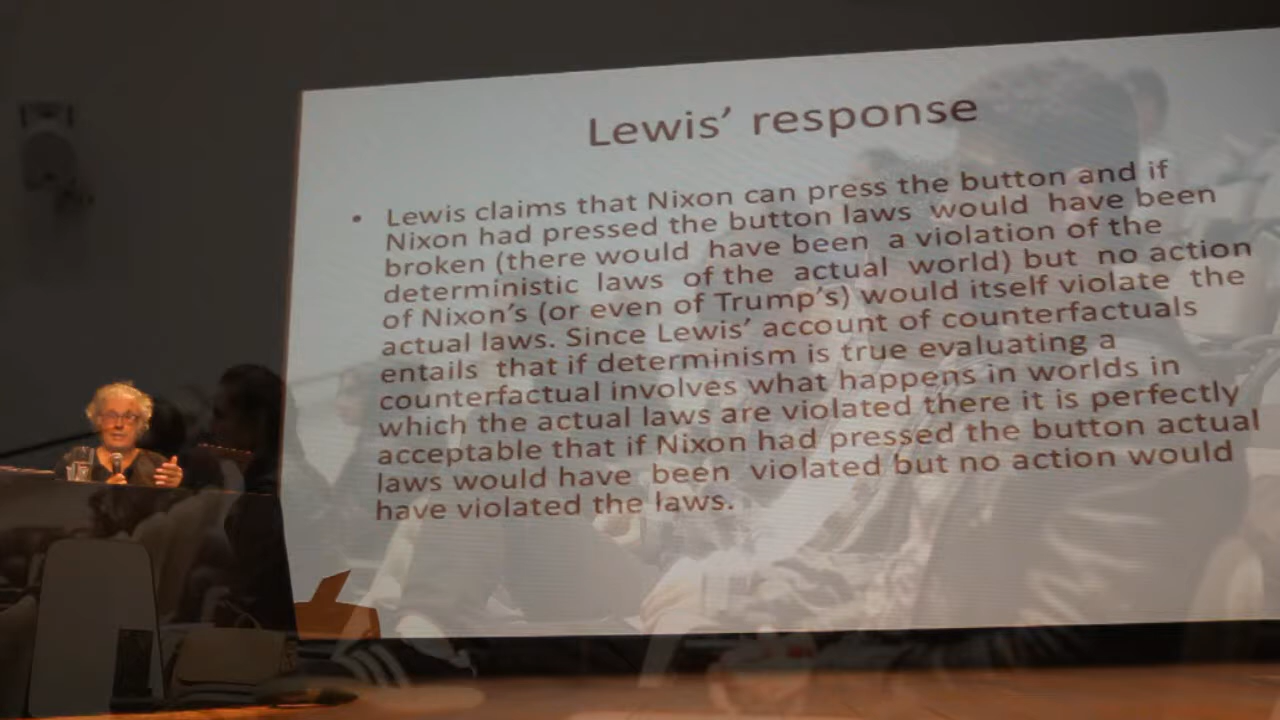 Lewis' response
• Lewis claims that Nixon can press the button and if
Nixon had pressed the button laws would have been
broken (there would have been a violation of the
deterministic laws of the actual world) but no action
of Nixon's (or even of Trump's) would itself violate the
actual laws. Since Lewis' account of counterfactuals
entails that if determinism is true evaluating a
counterfactual involves what happens in worlds in
which the actual laws are violated there it is perfectly
acceptable that if Nixon had pressed the button actual
laws would have been violated but no action would
have violated the laws.